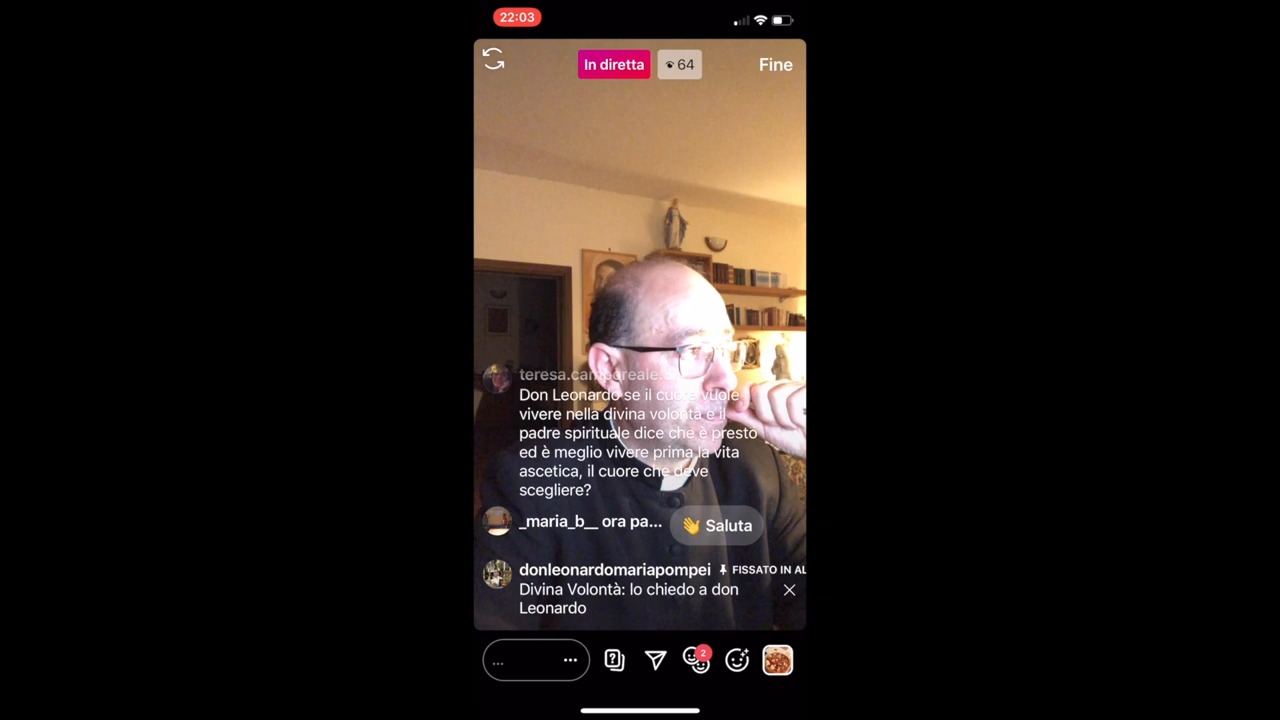 22:03
In diretta
64
Fine
teresa.camporeale.
Don Leonardo se il cuore vuole
vivere nella divina volontà e il
padre spirituale dice che è presto
ed è meglio vivere prima la vita
ascetica, il cuore che deve
scegliere?
_maria_b__ ora pa...
👋 Saluta
donleonardomariapompei FISSATO IN AL
Divina Volontà: lo chiedo a don
Leonardo
...
2